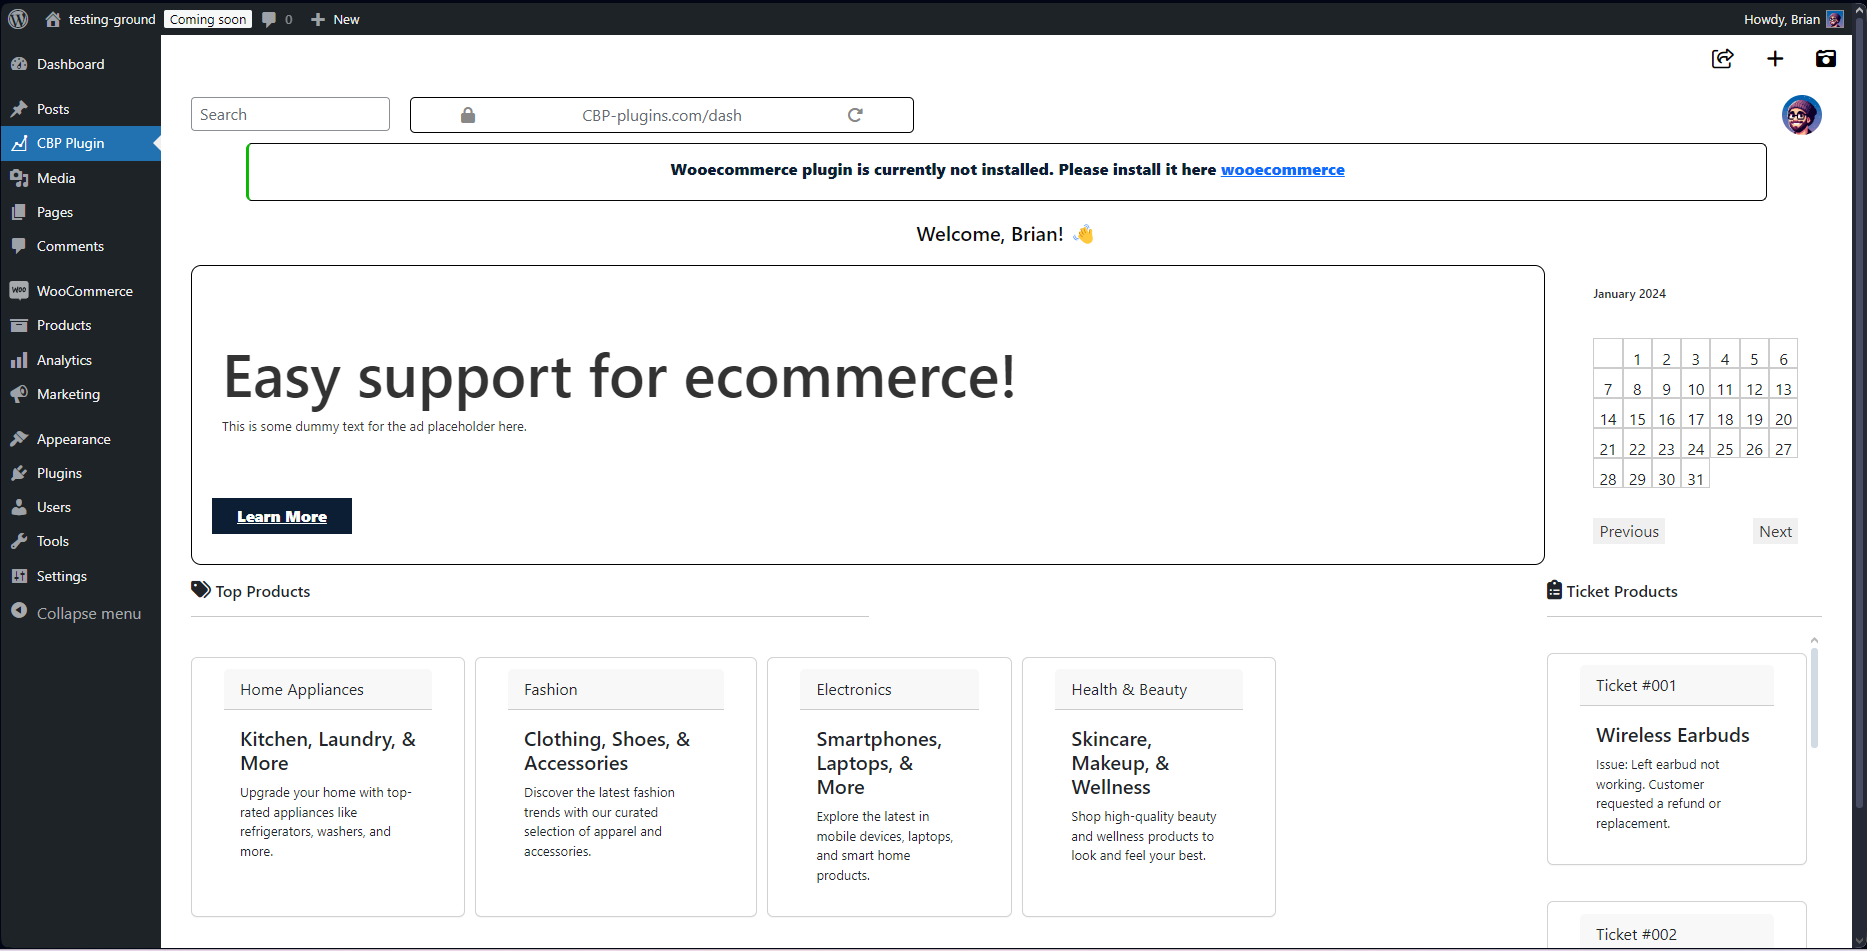 testing-ground Coming soon 0 New Howdy, Brian
Dashboard
Posts
CBP Plugin
Media
Pages
Comments
WOO WooCommerce
Products
Analytics
Marketing
Appearance
Plugins
Users
Tools
Settings
Collapse menu
Search CBP-plugins.com/dash
Wooecommerce plugin is currently not installed. Please install it here wooecommerce
Welcome, Brian! 👋
Easy support for ecommerce!
This is some dummy text for the ad placeholder here.
Learn More
January 2024
1 2 3 4 5 6
7 8 9 10 11 12 13
14 15 16 17 18 19 20
21 22 23 24 25 26 27
28 29 30 31
Previous Next
Top Products
Home Appliances
Kitchen, Laundry, &
More
Upgrade your home with top-
rated appliances like
refrigerators, washers, and
more.
Fashion
Clothing, Shoes, &
Accessories
Discover the latest fashion
trends with our curated
selection of apparel and
accessories.
Electronics
Smartphones,
Laptops, &
More
Explore the latest in
mobile devices, laptops,
and smart home
products.
Health & Beauty
Skincare,
Makeup, &
Wellness
Shop high-quality beauty
and wellness products to
look and feel your best.
Ticket Products
Ticket #001
Wireless Earbuds
Issue: Left earbud not
working. Customer
requested a refund or
replacement.
Ticket #002